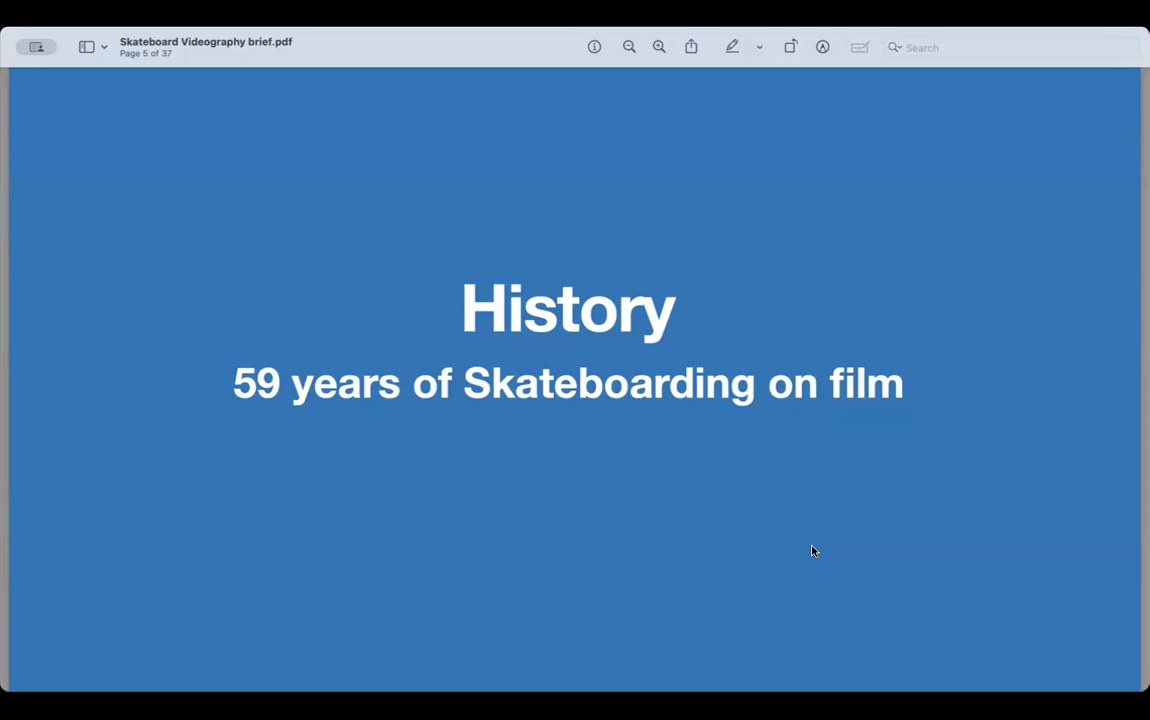 Skateboard Videography brief.pdf
Page 5 of 37
Search
History
59 years of Skateboarding on film